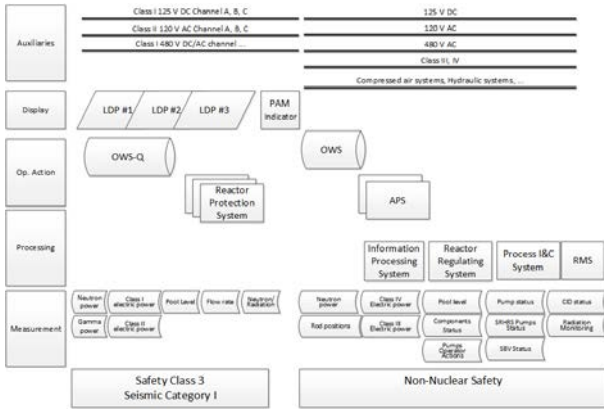 Auxiliaries
Class I 125 V DC Channel A, B, C
Class II 120 V AC Channel A, B, C
Class I 480 V DC/AC channel ...
125 V DC
120 V AC
480 V AC
Class III, IV
Compressed air systems, Hydraulic systems, ...
Display
LDP #1
LDP #2
LDP #3
PAM
indicator
Op. Action
OWS-Q
Reactor
Protection
System
OWS
APS
Processing
Information
Processing
System
Reactor
Regulating
System
Process I&C
System
RMS
Measurement
Neutron
power
Class I
electric power
Pool Level
Flow rate
Neutron/
Radiation
Gamma
power
Class II
electric power
Neutron
power
Class IV
Electric power
Pool level
Pump status
CID status
Rod positions
Class III
Electric power
Components
Status
SRHRS Pumps
Status
Radiation
Monitoring
Pumps
Operator
Actions
SBV Status
Safety Class 3
Seismic Category I
Non-Nuclear Safety